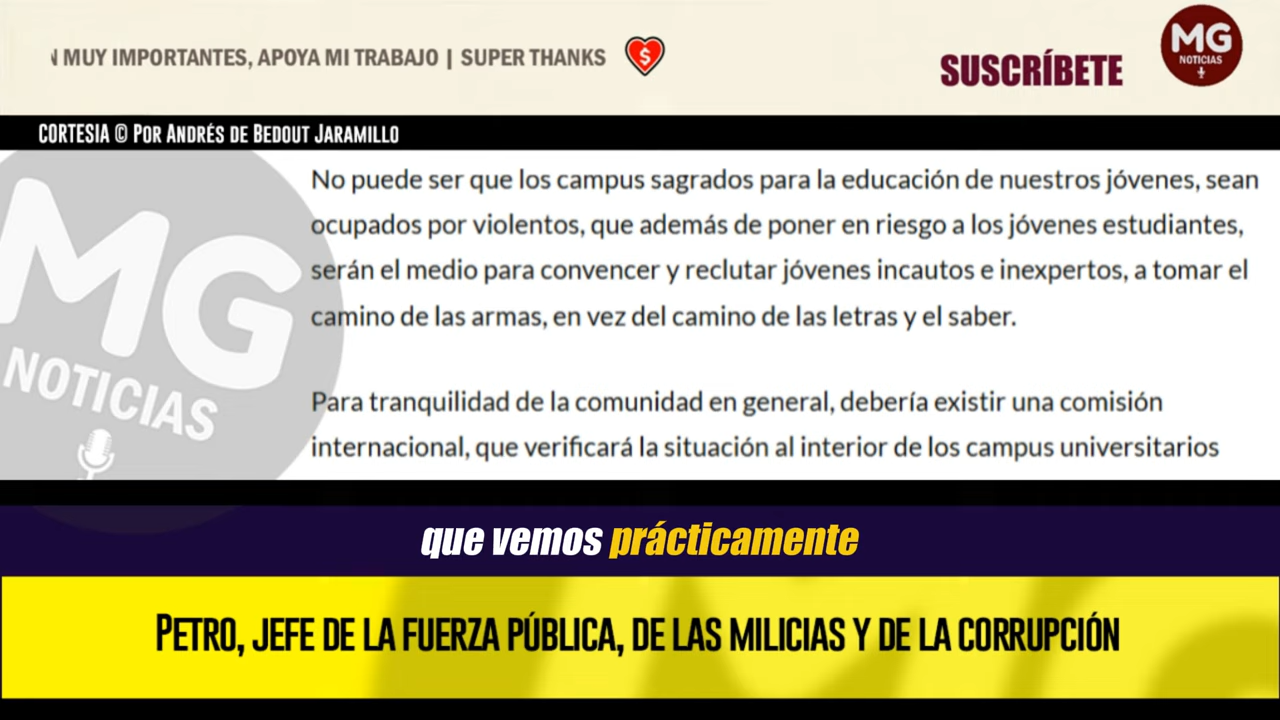 MUY IMPORTANTES, APOYA MI TRABAJO | SUPER THANKS
$
SUSCRÍBETE
MG
NOTICIAS
CORTESIA © POR ANDRÉS DE BEDOUT JARAMILLO
No puede ser que los campus sagrados para la educación de nuestros jóvenes, sean
ocupados por violentos, que además de poner en riesgo a los jóvenes estudiantes,
serán el medio para convencer y reclutar jóvenes incautos e inexpertos, a tomar el
camino de las armas, en vez del camino de las letras y el saber.
Para tranquilidad de la comunidad en general, debería existir una comisión
internacional, que verificará la situación al interior de los campus universitarios
MG
NOTICIAS
que vemos prácticamente
PETRO, JEFE DE LA FUERZA PÚBLICA, DE LAS MILICIAS Y DE LA CORRUPCIÓN